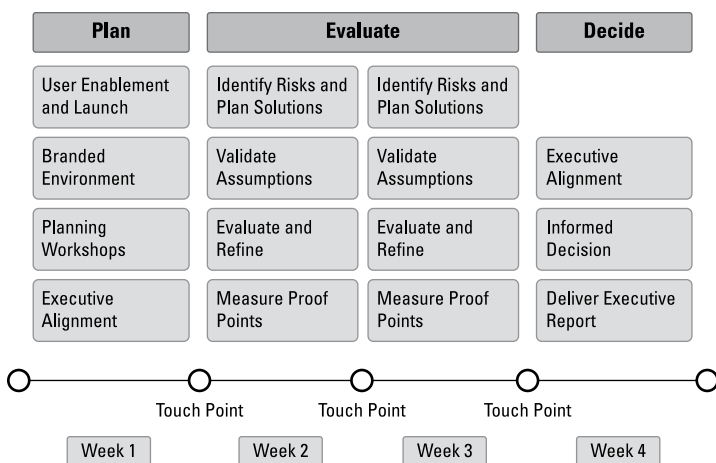 Plan
Evaluate
Decide
User Enablement
and Launch
Identify Risks and
Plan Solutions
Identify Risks and
Plan Solutions
Branded
Environment
Validate
Assumptions
Validate
Assumptions
Executive
Alignment
Planning
Workshops
Evaluate and
Refine
Evaluate and
Refine
Informed
Decision
Executive
Alignment
Measure Proof
Points
Measure Proof
Points
Deliver Executive
Report
Touch Point
Touch Point
Touch Point
Week 1
Week 2
Week 3
Week 4